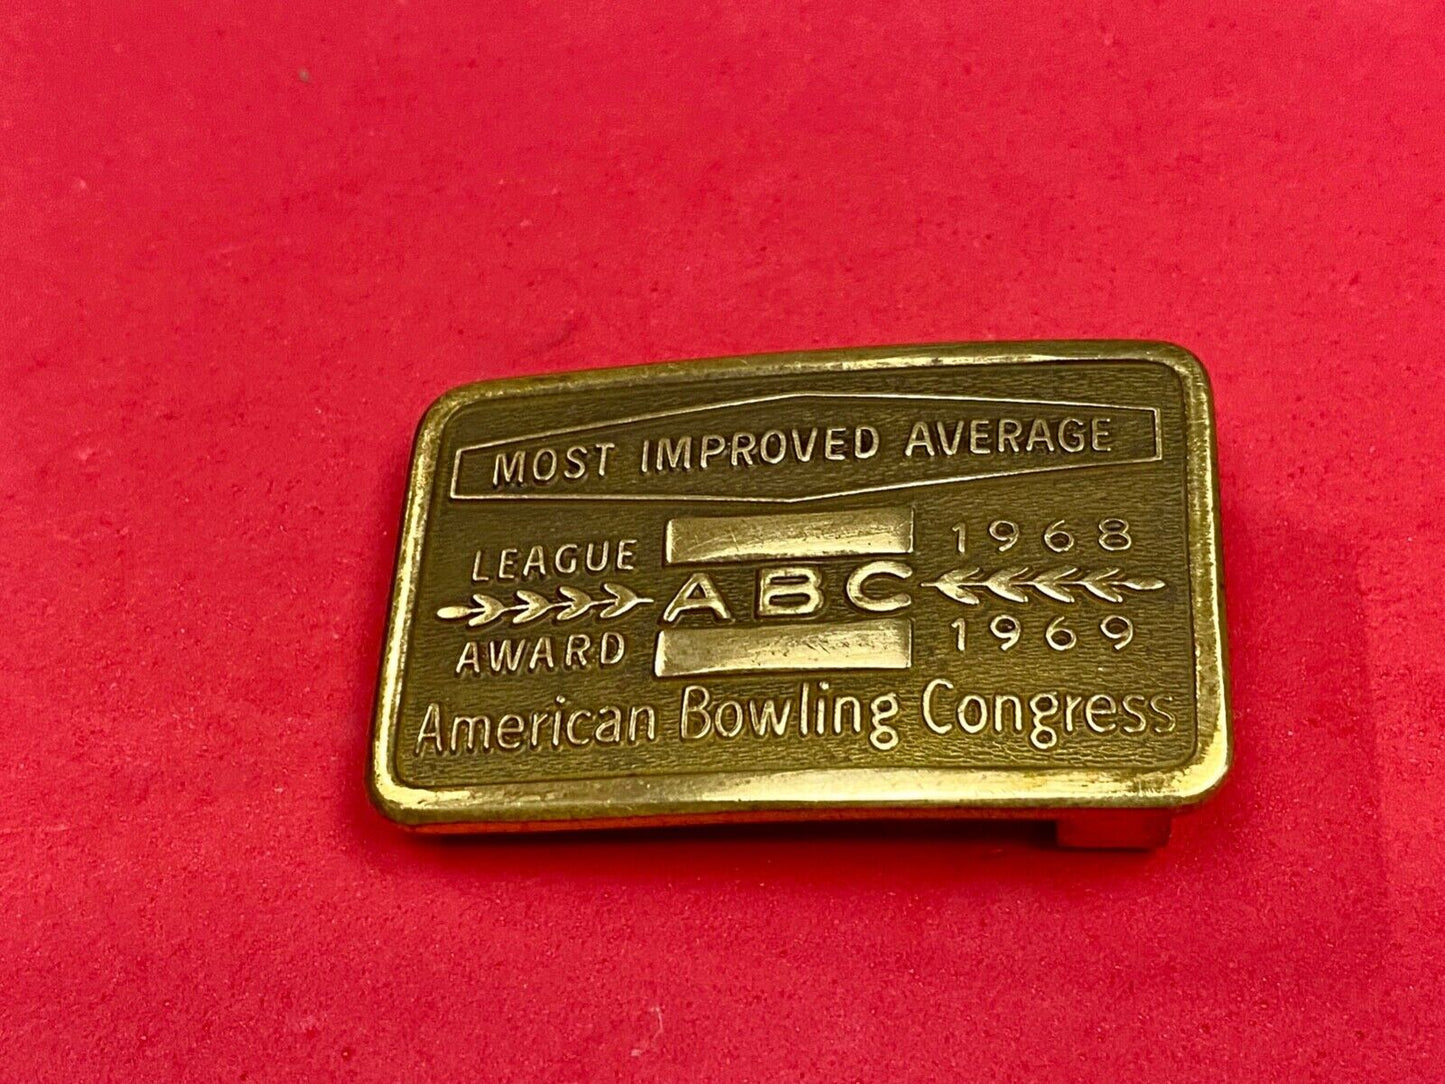 MOST IMPROVED AVERAGE
LEAGUE
AWARD
ABC
1968
1969
American Bowling Congress